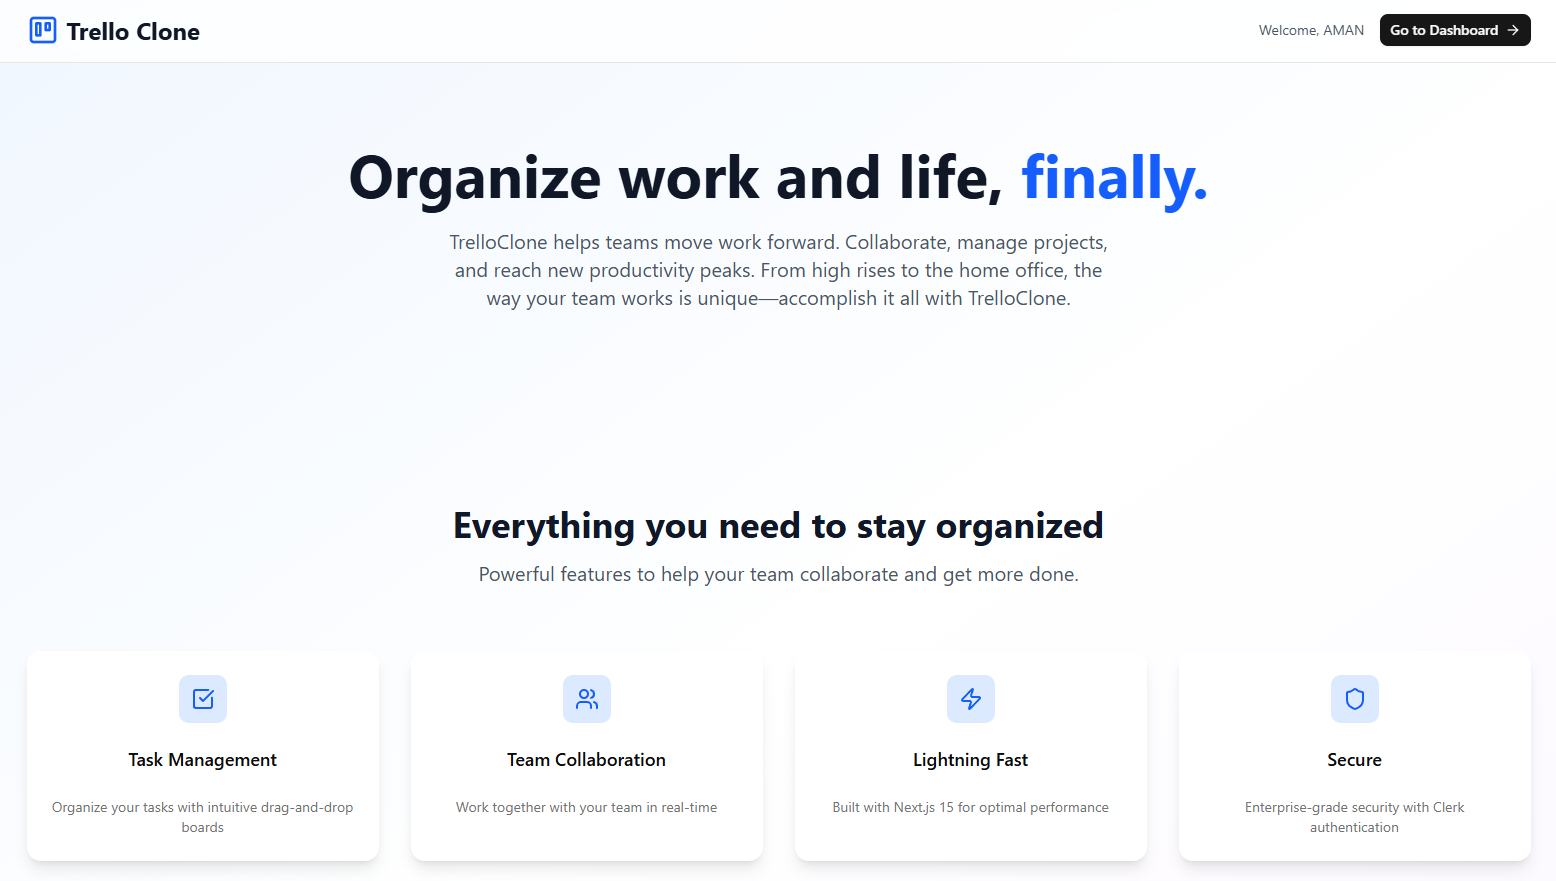 Trello Clone
Welcome, AMAN
Go to Dashboard
Organize work and life, finally.
TrelloClone helps teams move work forward. Collaborate, manage projects,
and reach new productivity peaks. From high rises to the home office, the
way your team works is unique—accomplish it all with TrelloClone.
Everything you need to stay organized
Powerful features to help your team collaborate and get more done.
Task Management
Organize your tasks with intuitive drag-and-drop
boards
Team Collaboration
Work together with your team in real-time
Lightning Fast
Built with Next.js 15 for optimal performance
Secure
Enterprise-grade security with Clerk
authentication